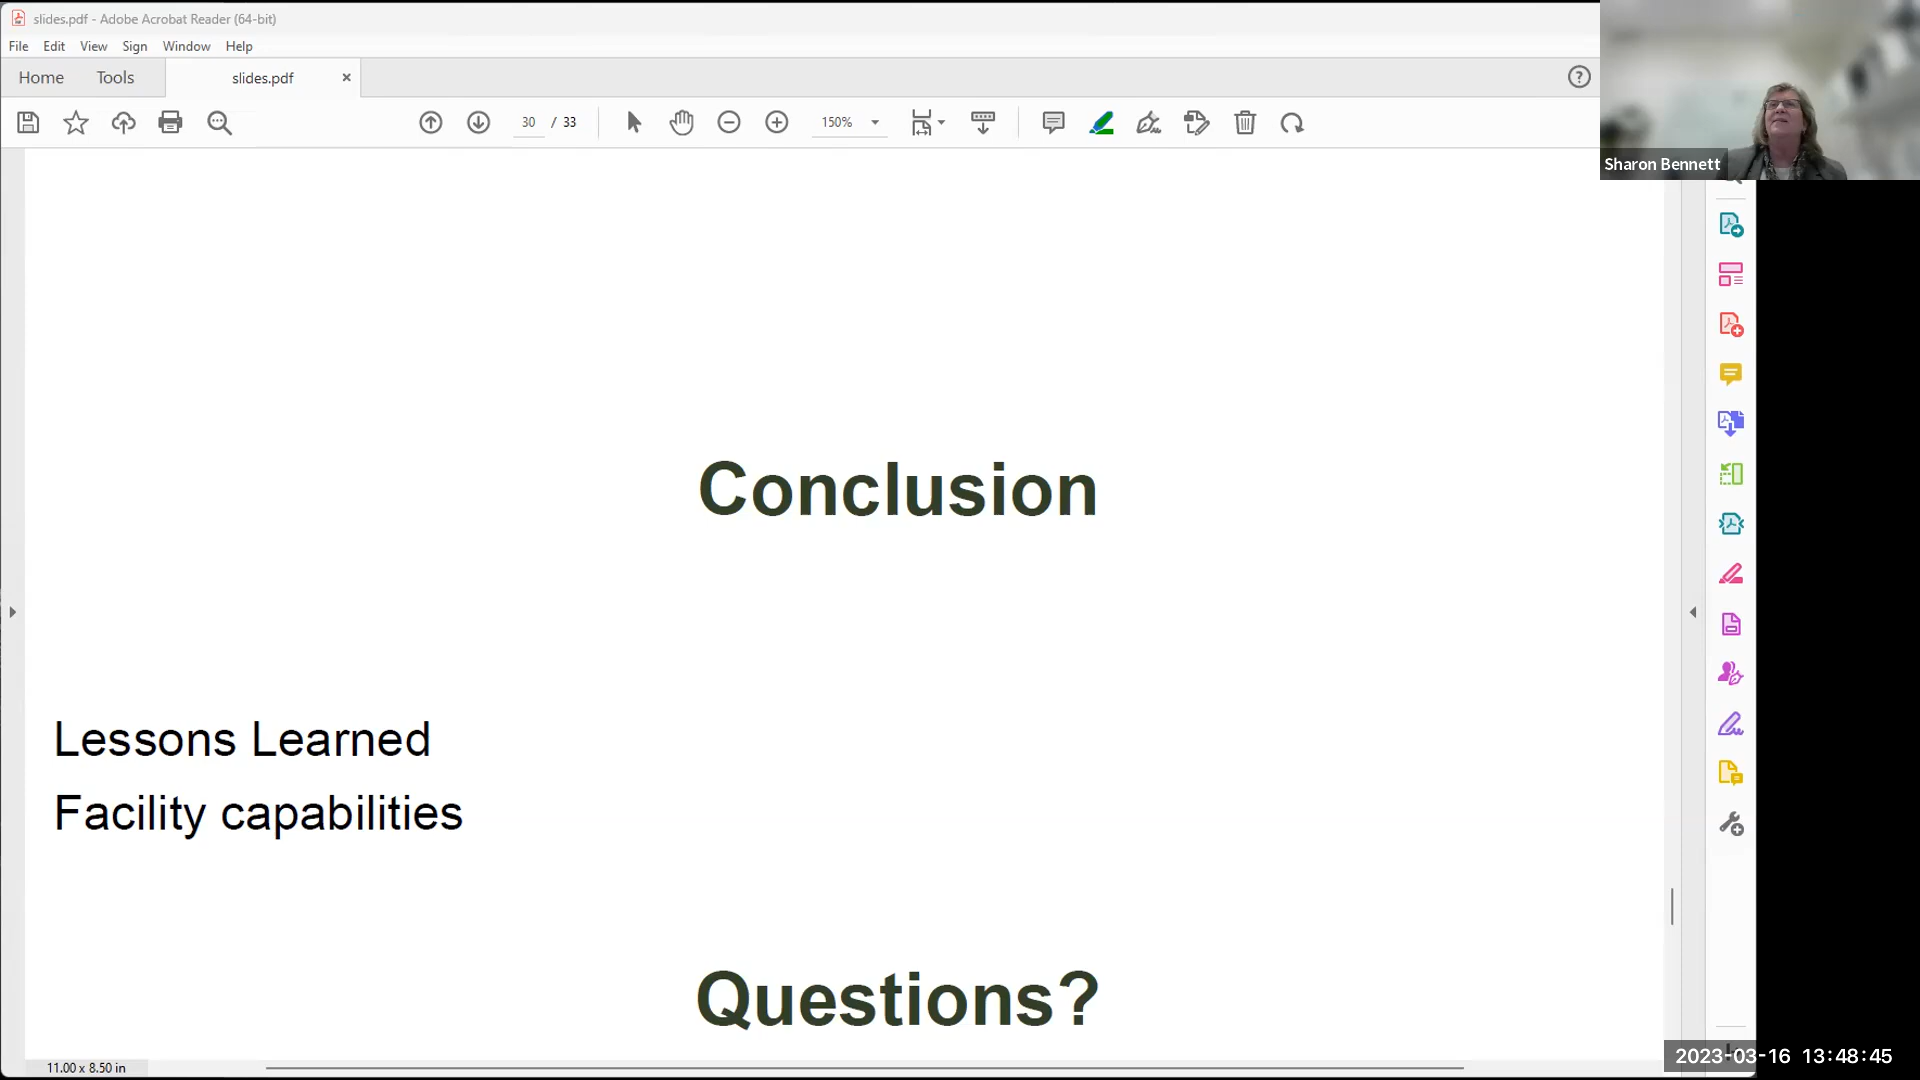 slides.pdf - Adobe Acrobat Reader (64-bit)
File Edit View Sign Window Help
Home Tools slides.pdf
30 / 33 150%
Sharon Bennett
Conclusion
Lessons Learned
Facility capabilities
Questions?
11.00 x 8.50 in
2023-03-16 13:48:45